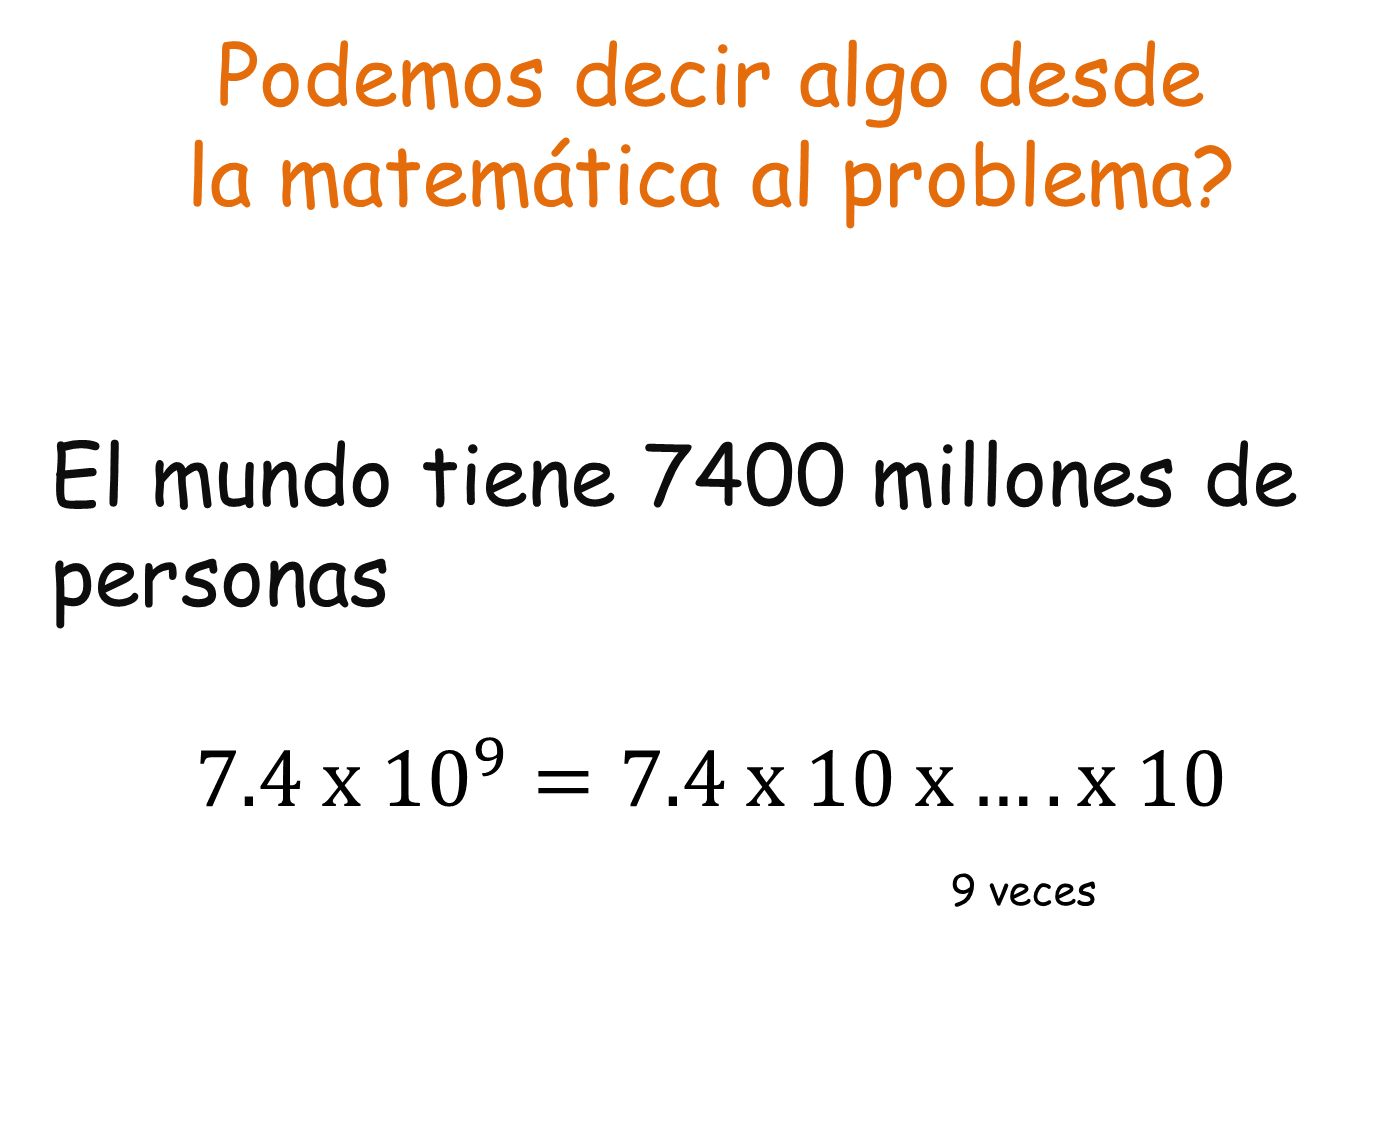 Podemos decir algo desde
la matemática al problema?
El mundo tiene 7400 millones de
personas
7.4 x 10⁹ = 7.4 x 10 x … . x 10
9 veces